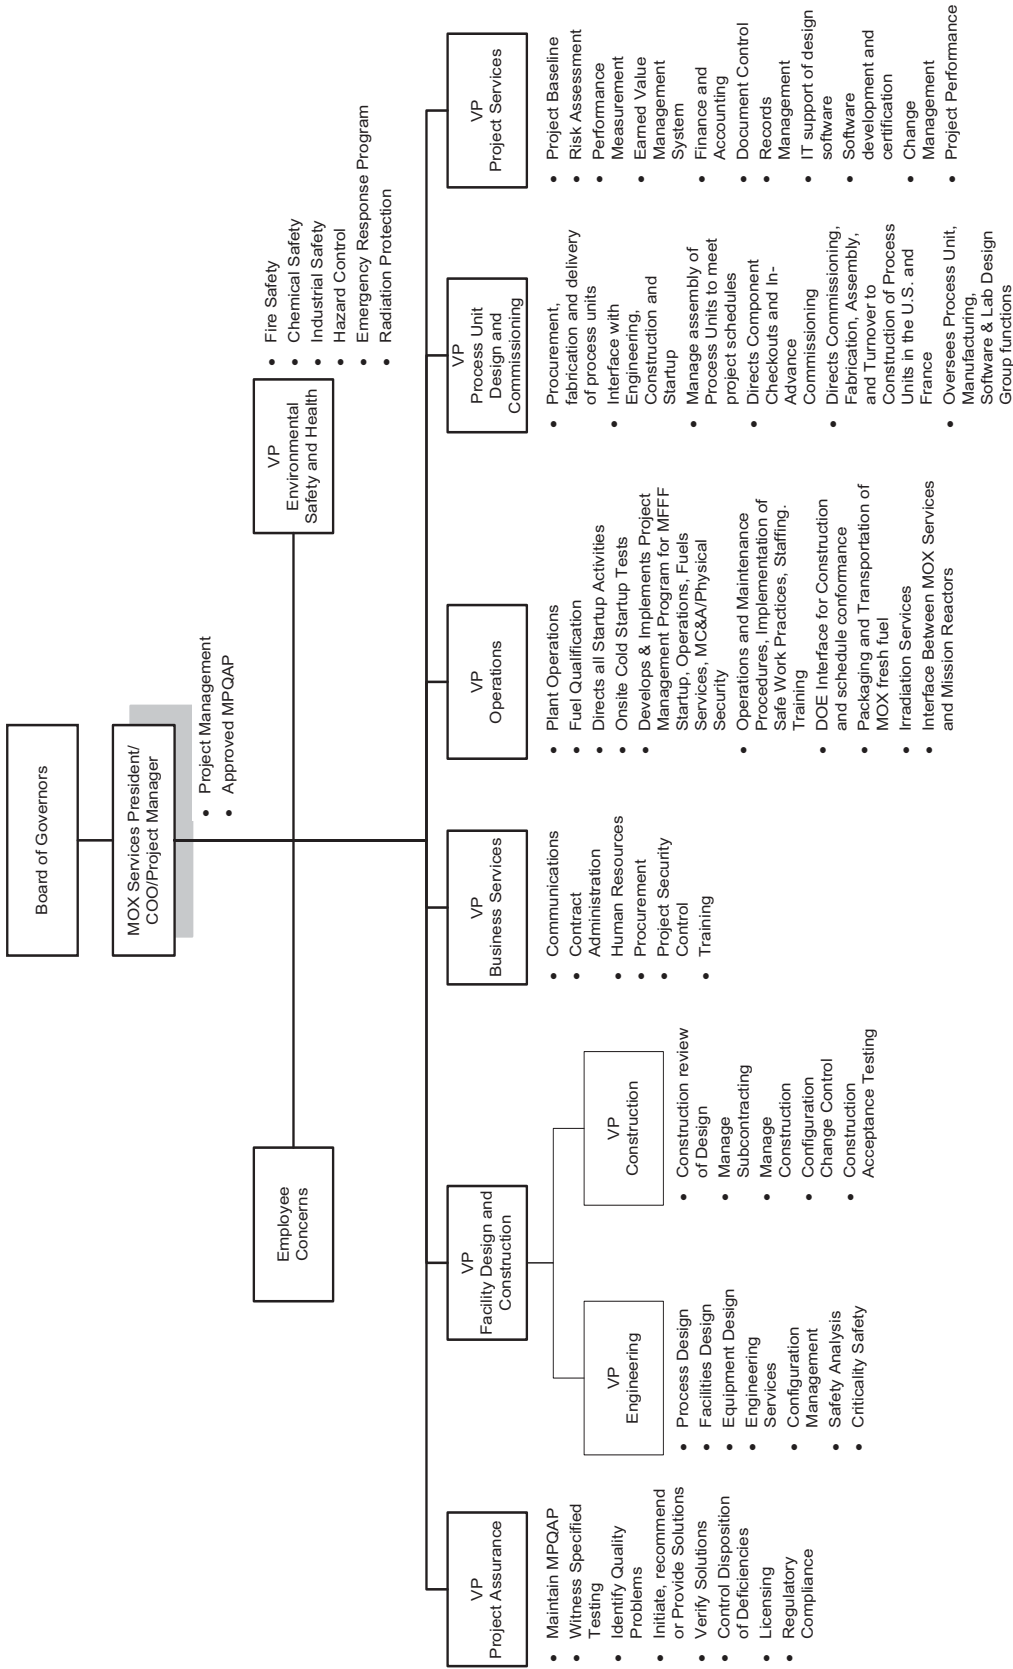 Board of Governors
MOX Services President/
COO/Project Manager
• Project Management
• Approved MPQAP
Employee
Concerns
VP
Environmental
Safety and Health
• Fire Safety
• Chemical Safety
• Industrial Safety
• Hazard Control
• Emergency Response Program
• Radiation Protection
VP
Project Assurance
• Maintain MPQAP
• Witness Specified
Testing
• Identify Quality
Problems
• Initiate, recommend
or Provide Solutions
• Verify Solutions
• Control Disposition
of Deficiencies
• Licensing
• Regulatory
Compliance
VP
Facility Design and
Construction
VP
Engineering
• Process Design
• Facilities Design
• Equipment Design
• Engineering
Services
• Configuration
Management
• Safety Analysis
• Criticality Safety
VP
Construction
• Construction review
of Design
• Manage
Subcontracting
• Manage
Construction
• Configuration
Change Control
• Construction
Acceptance Testing
VP
Business Services
• Communications
• Contract
Administration
• Human Resources
• Procurement
• Project Security
Control
• Training
VP
Operations
• Plant Operations
• Fuel Qualification
• Directs all Startup Activities
• Onsite Cold Startup Tests
• Develops & Implements Project
Management Program for MFFF
Startup, Operations, Fuels
Services, MC&A/Physical
Security
• Operations and Maintenance
Procedures, Implementation of
Safe Work Practices, Staffing.
Training
• DOE Interface for Construction
and schedule conformance
• Packaging and Transportation of
MOX fresh fuel
• Irradiation Services
• Interface Between MOX Services
and Mission Reactors
VP
Process Unit
Design and
Commissioning
• Procurement,
fabrication and delivery
of process units
• Interface with
Engineering,
Construction and
Startup
• Manage assembly of
Process Units to meet
project schedules
• Directs Component
Checkouts and In-
Advance
Commissioning
• Directs Commissioning,
Fabrication, Assembly,
and Turnover to
Construction of Process
Units in the U.S. and
France
• Oversees Process Unit,
Manufacturing,
Software & Lab Design
Group functions
VP
Project Services
• Project Baseline
• Risk Assessment
• Performance
Measurement
• Earned Value
Management
System
• Finance and
Accounting
• Document Control
• Records
Management
• IT support of design
software
• Software
development and
certification
• Change
Management
• Project Performance